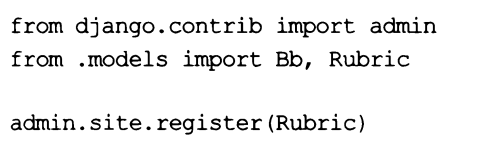 from django.contrib import admin
from .models import Bb, Rubric
admin.site.register(Rubric)